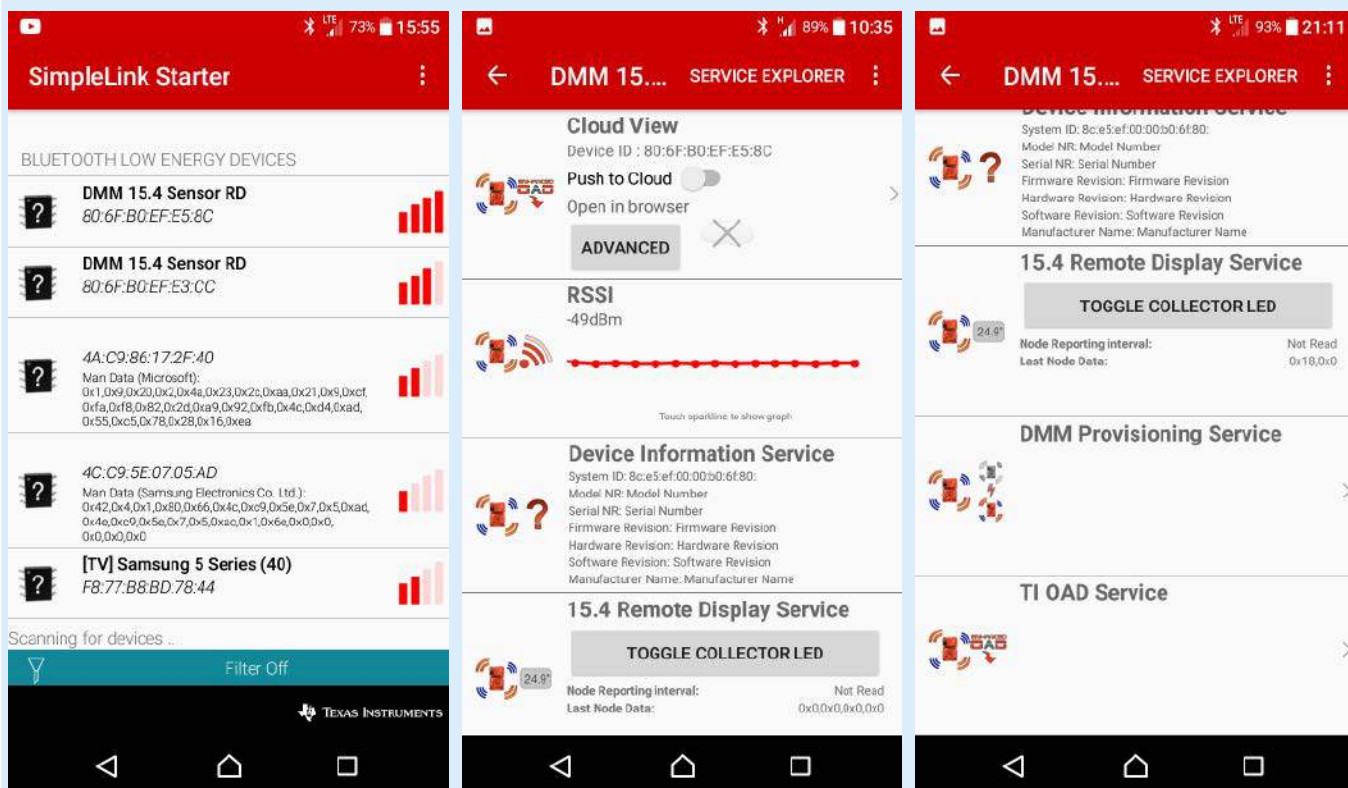 LTE 73% 15:55
SimpleLink Starter
BLUETOOTH LOW ENERGY DEVICES
DMM 15.4 Sensor RD
80:6F:B0:EF:E5:8C
DMM 15.4 Sensor RD
80:6F:B0:EF:E3:CC
4A:C9:86:17:2F:40
Man Data (Microsoft):
0x1,0x9,0x20,0x2,0x4a,0x23,0x2c,0xaa,0x21,0x9,0xcf,
0xfa,0xf8,0x82,0x2d,0xa9,0x92,0xfb,0x4c,0xd4,0xad,
0x55,0xc5,0x78,0x28,0x16,0xea
4C:C9:5E:07:05:AD
Man Data (Samsung Electronics Co. Ltd.):
0x42,0x4,0x1,0x80,0x66,0x4c,0xc9,0x5e,0x7,0x5,0xad,
0x4e,0xc9,0x5e,0x7,0x5,0xac,0x1,0x6e,0x0,0x0,
0x0,0x0,0x0
[TV] Samsung 5 Series (40)
F8:77:B8:BD:78:44
Scanning for devices ..
Filter Off
TEXAS INSTRUMENTS
H 89% 10:35
DMM 15.... SERVICE EXPLORER
Cloud View
Device ID : 80:6F:B0:EF:E5:8C
Push to Cloud
Open in browser
ADVANCED
ENHANCED
OAD
RSSI
-49dBm
Touch sparkline to show graph
Device Information Service
System ID: 8c:e5:ef:00:00:b0:6f:80:
Model NR: Model Number
Serial NR: Serial Number
Firmware Revision: Firmware Revision
Hardware Revision: Hardware Revision
Software Revision: Software Revision
Manufacturer Name: Manufacturer Name
15.4 Remote Display Service
TOGGLE COLLECTOR LED
24.9°
Node Reporting interval: Not Read
Last Node Data: 0x0,0x0,0x0,0x0
LTE 93% 21:11
DMM 15.... SERVICE EXPLORER
Device Information Service
System ID: 8c:e5:ef:00:00:b0:6f:80:
Model NR: Model Number
Serial NR: Serial Number
Firmware Revision: Firmware Revision
Hardware Revision: Hardware Revision
Software Revision: Software Revision
Manufacturer Name: Manufacturer Name
15.4 Remote Display Service
TOGGLE COLLECTOR LED
24.9°
Node Reporting interval: Not Read
Last Node Data: 0x18,0x0
DMM Provisioning Service
TI OAD Service
ENHANCED
OAD